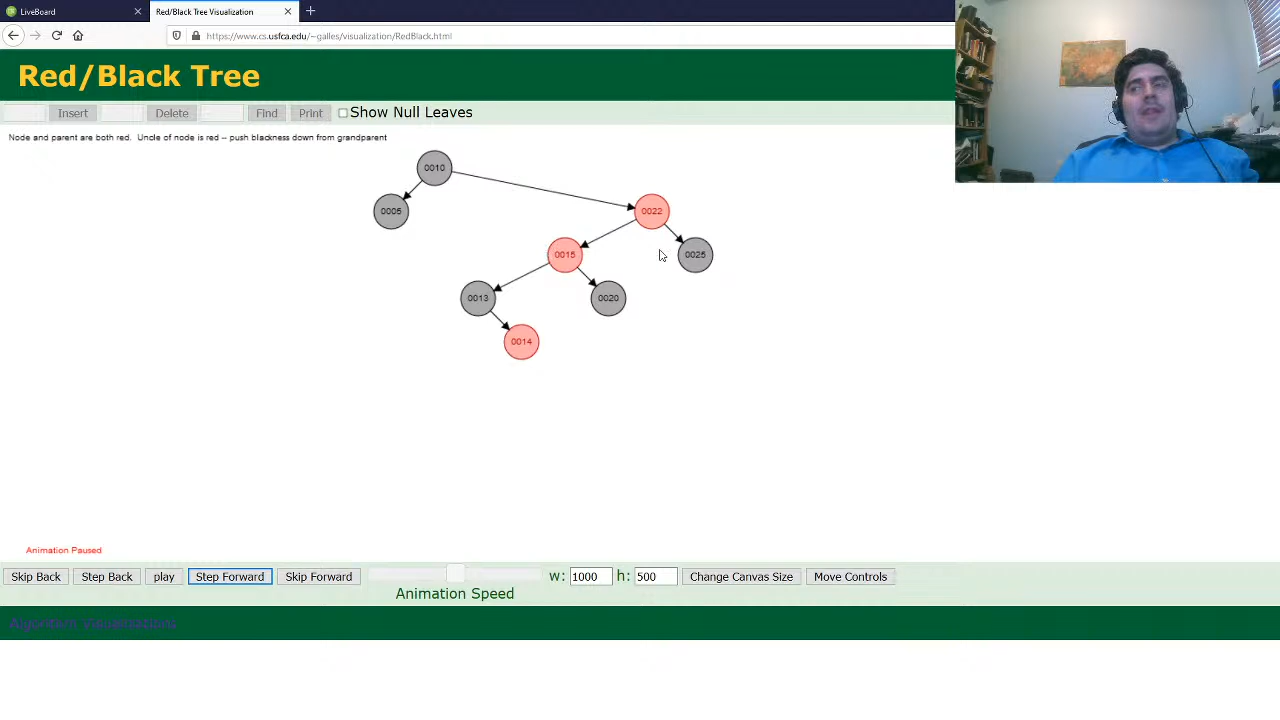 LiveBoard
Red/Black Tree Visualization
https://www.cs.usfca.edu/~galles/visualization/RedBlack.html
Red/Black Tree
Insert Delete Find Print Show Null Leaves
Node and parent are both red. Uncle of node is red -- push blackness down from grandparent
0010
0005
0022
0015
0025
0013
0020
0014
Animation Paused
Skip Back Step Back play Step Forward Skip Forward w: 1000 h: 500 Change Canvas Size Move Controls
Animation Speed
Algorithm Visualizations